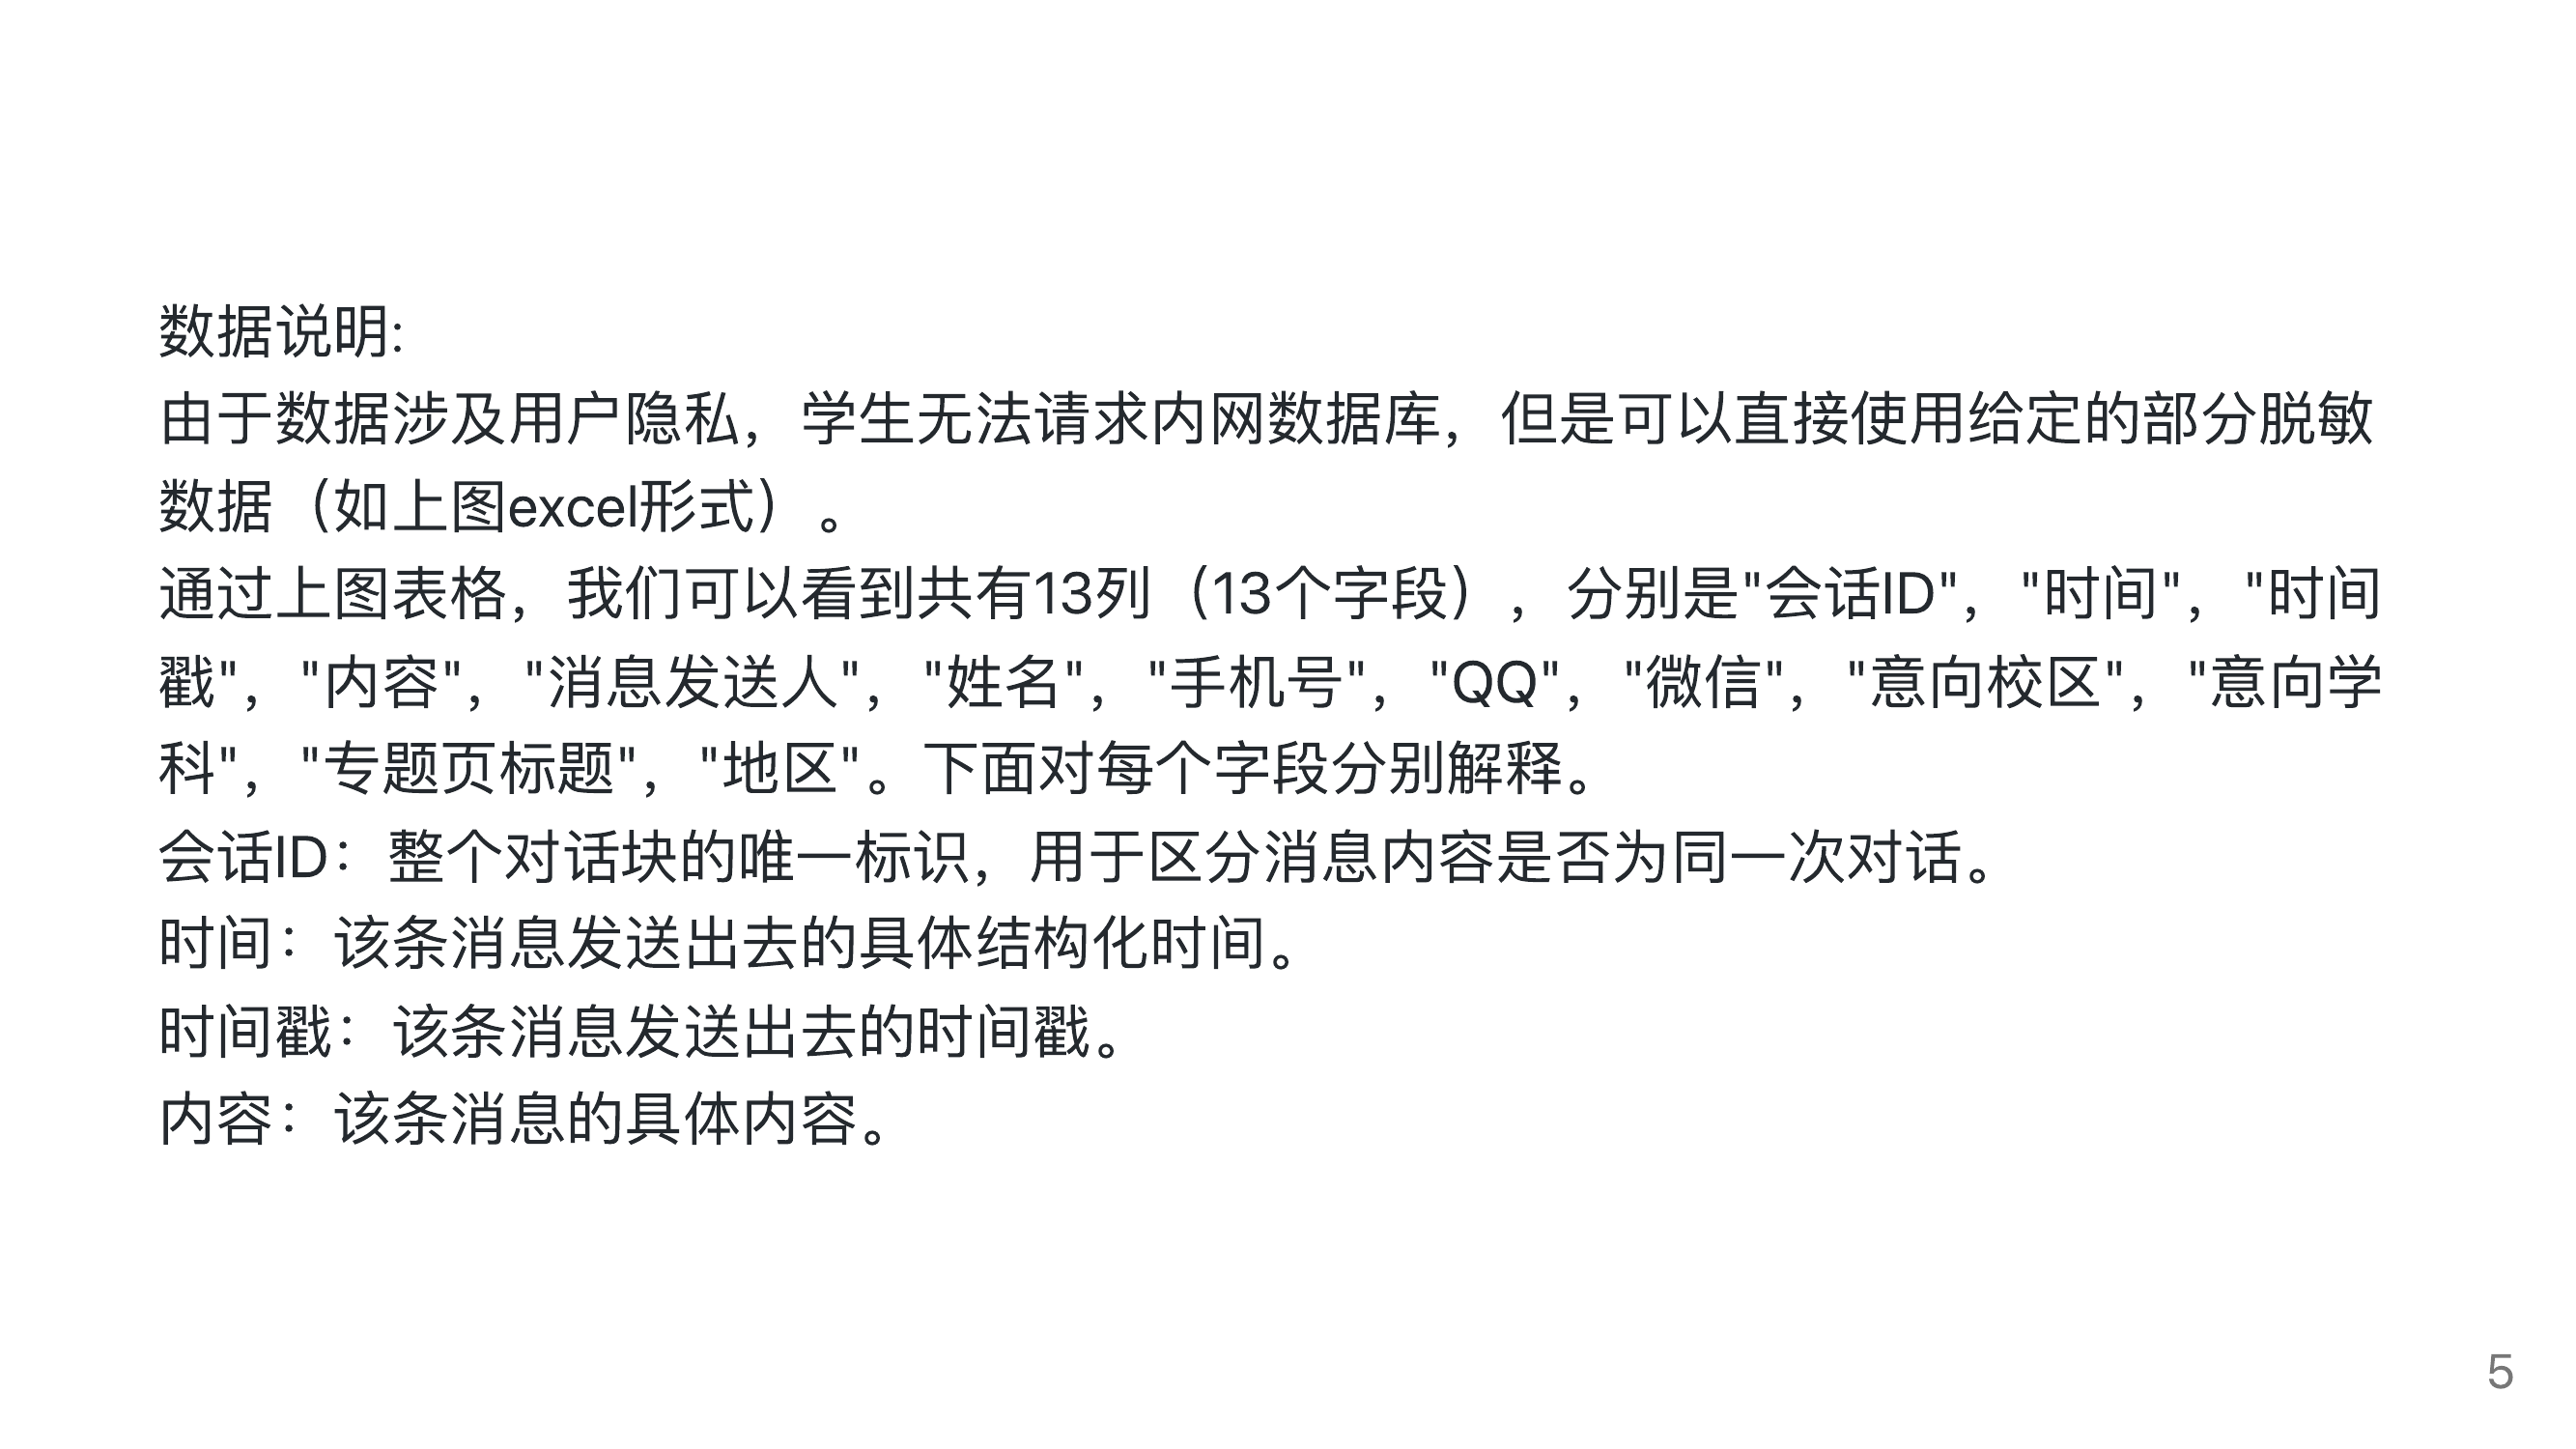 数据说明:
由于数据涉及用户隐私，学生无法请求内网数据库，但是可以直接使用给定的部分脱敏
数据（如上图excel形式）。
通过上图表格，我们可以看到共有13列（13个字段），分别是"会话ID"，"时间"，"时间
戳"，"内容"，"消息发送人"，"姓名"，"手机号"，"QQ"，"微信"，"意向校区"，"意向学
科"，"专题页标题"，"地区"。下面对每个字段分别解释。
会话ID：整个对话块的唯一标识，用于区分消息内容是否为同一次对话。
时间：该条消息发送出去的具体结构化时间。
时间戳：该条消息发送出去的时间戳。
内容：该条消息的具体内容。
5